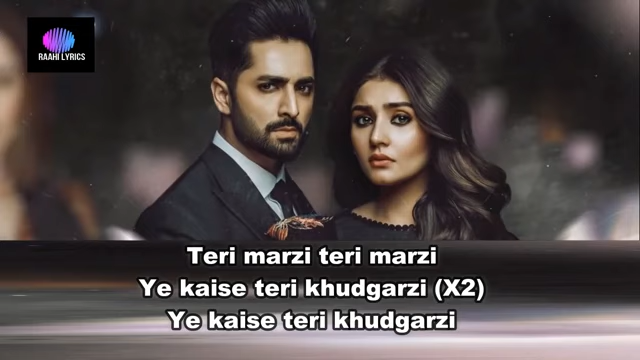 RAAHI LYRICS
Teri marzi teri marzi
Ye kaise teri khudgarzi (X2)
Ye kaise teri khudgarzi